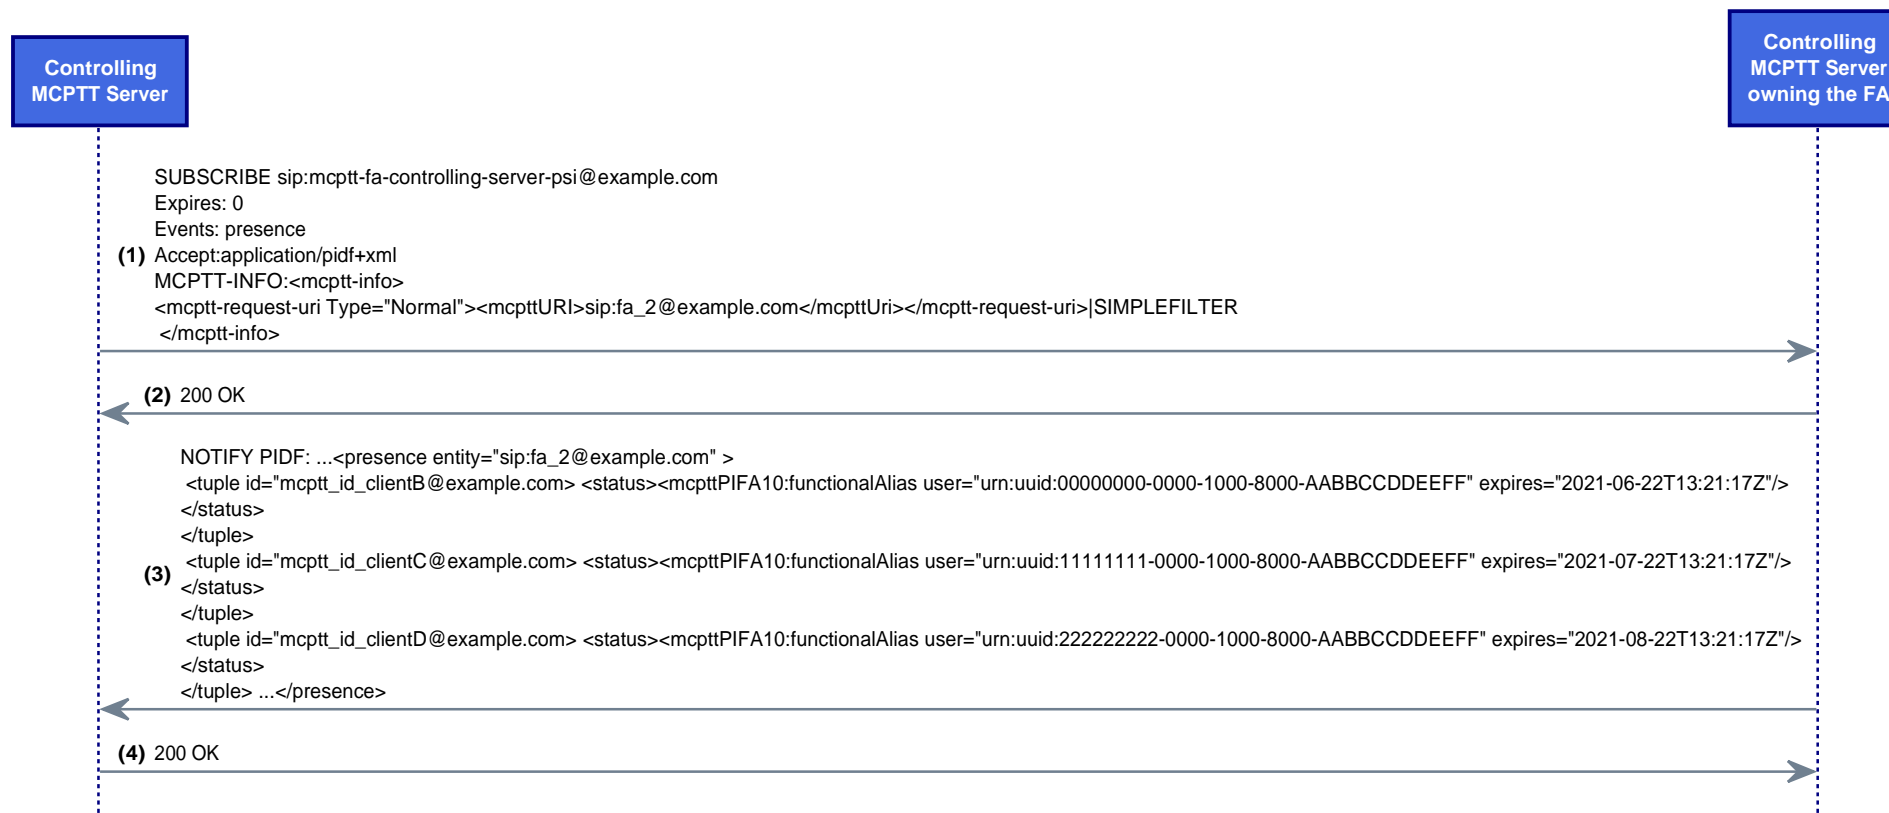 Controlling
MCPTT Server
Controlling
MCPTT Server
owning the FA
SUBSCRIBE sip:mcptt-fa-controlling-server-psi@example.com
Expires: 0
Events: presence
(1) Accept:application/pidf+xml
MCPTT-INFO:<mcptt-info>
<mcptt-request-uri Type="Normal"><mcpttURI>sip:fa_2@example.com</mcpttUri></mcptt-request-uri>|SIMPLEFILTER
</mcptt-info>
(2) 200 OK
NOTIFY PIDF: ...<presence entity="sip:fa_2@example.com" >
<tuple id="mcptt_id_clientB@example.com> <status><mcpttPIFA10:functionalAlias user="urn:uuid:00000000-0000-1000-8000-AABBCCDDEEFF" expires="2021-06-22T13:21:17Z"/>
</status>
</tuple>
<tuple id="mcptt_id_clientC@example.com> <status><mcpttPIFA10:functionalAlias user="urn:uuid:11111111-0000-1000-8000-AABBCCDDEEFF" expires="2021-07-22T13:21:17Z"/>
(3) </status>
</tuple>
<tuple id="mcptt_id_clientD@example.com> <status><mcpttPIFA10:functionalAlias user="urn:uuid:222222222-0000-1000-8000-AABBCCDDEEFF" expires="2021-08-22T13:21:17Z"/>
</status>
</tuple> ...</presence>
(4) 200 OK